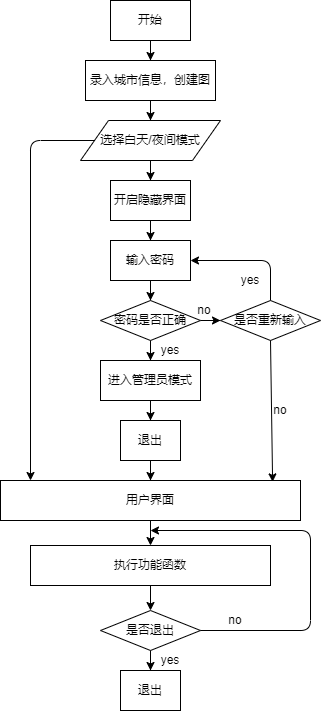 开始
录入城市信息，创建图
选择白天/夜间模式
开启隐藏界面
输入密码
yes
密码是否正确
no
是否重新输入
yes
进入管理员模式
no
退出
用户界面
执行功能函数
是否退出
no
yes
退出